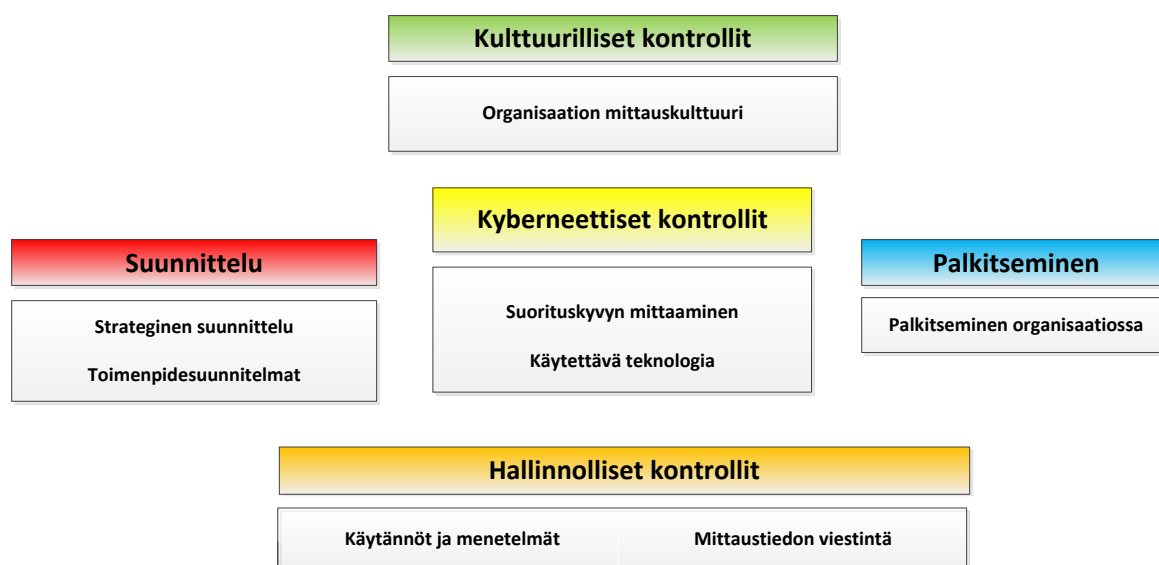 Kulttuurilliset kontrollit
Organisaation mittauskulttuuri
Kyberneettiset kontrollit
Suorituskyvyn mittaaminen
Käytettävä teknologia
Suunnittelu
Strateginen suunnittelu
Toimenpidesuunnitelmat
Palkitseminen
Palkitseminen organisaatiossa
Hallinnolliset kontrollit
Käytännöt ja menetelmät
Mittaustiedon viestintä